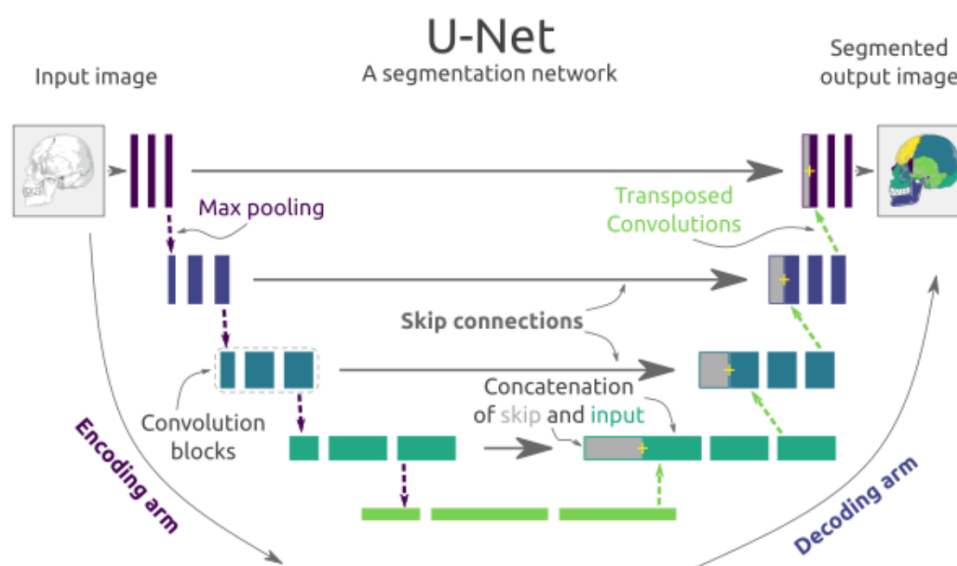 U-Net
A segmentation network
Input image
Segmented
output image
Max pooling
Transposed
Convolutions
Skip connections
Concatenation
of skip and input
Convolution
blocks
Encoding arm
Decoding arm